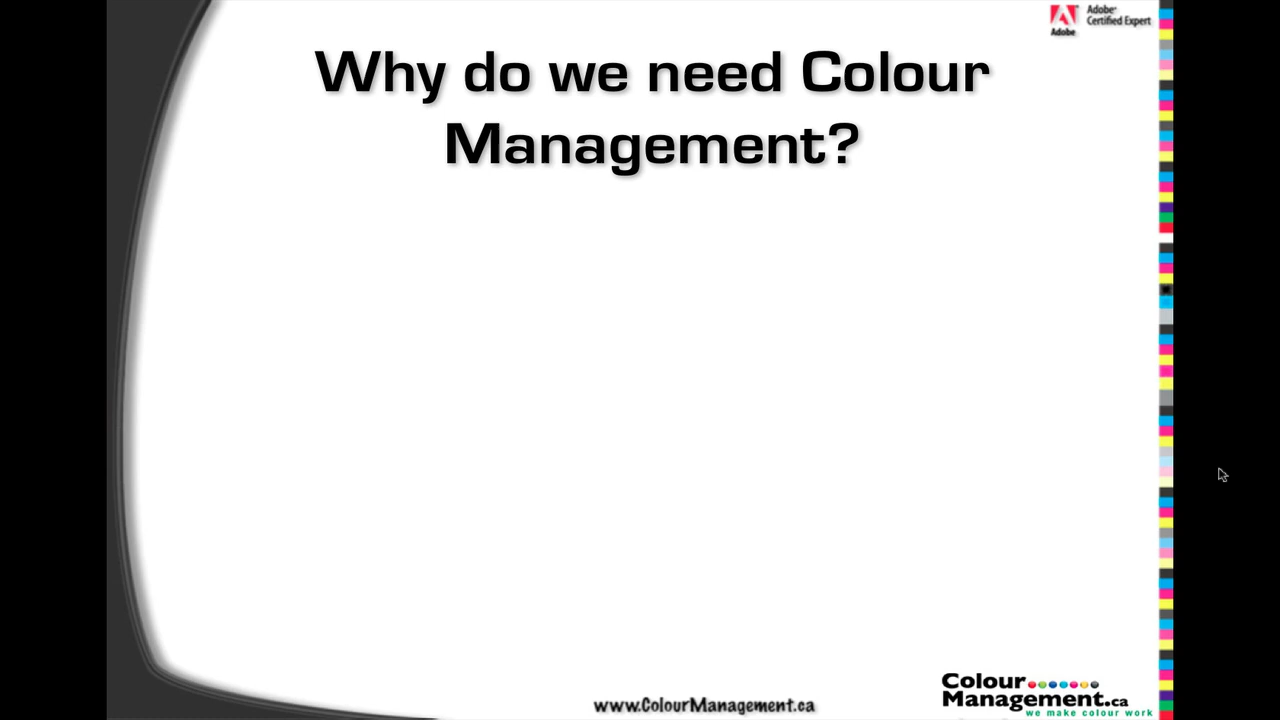 Adobe
Adobe
Certified Expert
Why do we need Colour
Management?
www.ColourManagement.ca
Colour
Management.ca
we make colour work